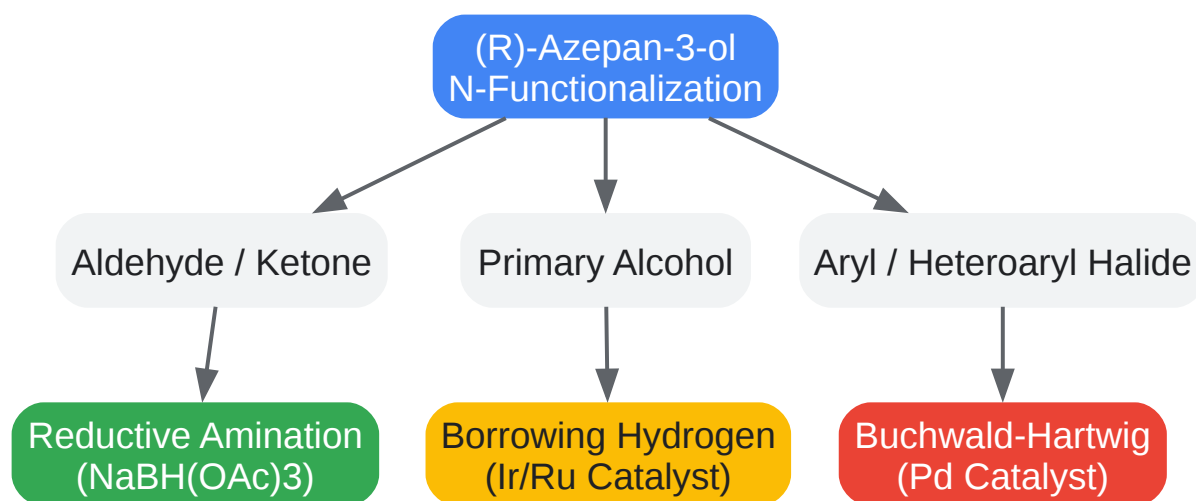 (R)-Azepan-3-ol
N-Functionalization
Aldehyde / Ketone
Primary Alcohol
Aryl / Heteroaryl Halide
Reductive Amination
(NaBH(OAc)3)
Borrowing Hydrogen
(Ir/Ru Catalyst)
Buchwald-Hartwig
(Pd Catalyst)